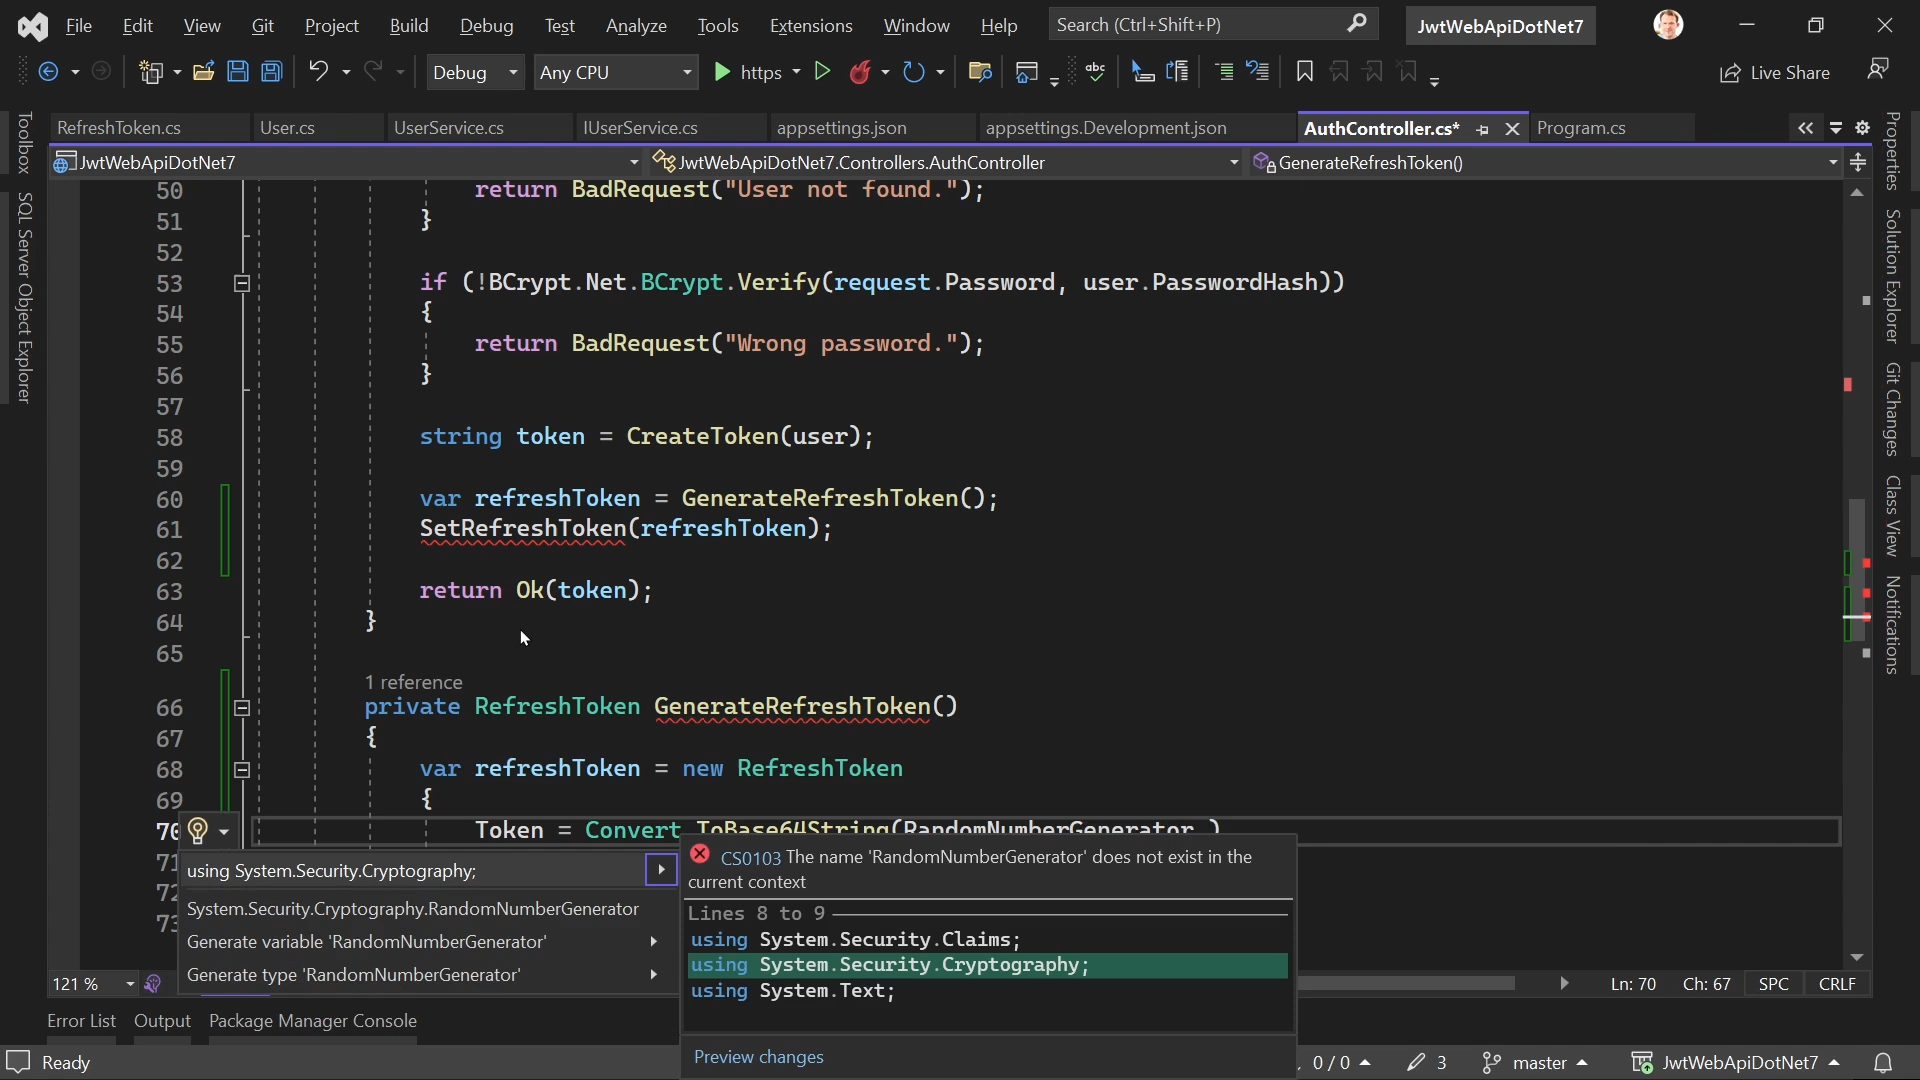 File Edit View Git Project Build Debug Test Analyze Tools Extensions Window Help Search (Ctrl+Shift+P) JwtWebApiDotNet7
Debug Any CPU https Live Share
RefreshToken.cs User.cs UserService.cs IUserService.cs appsettings.json appsettings.Development.json AuthController.cs* Program.cs
JwtWebApiDotNet7 JwtWebApiDotNet7.Controllers.AuthController GenerateRefreshToken()
Toolbox
SQL Server Object Explorer
Properties
Solution Explorer
Git Changes
Class View
Notifications
50 return BadRequest("User not found.");
51 }
52
53 if (!BCrypt.Net.BCrypt.Verify(request.Password, user.PasswordHash))
54 {
55 return BadRequest("Wrong password.");
56 }
57
58 string token = CreateToken(user);
59
60 var refreshToken = GenerateRefreshToken();
61 SetRefreshToken(refreshToken);
62
63 return Ok(token);
64 }
65
1 reference
66 private RefreshToken GenerateRefreshToken()
67 {
68 var refreshToken = new RefreshToken
69 {
70 Token = Convert.ToBase64String(RandomNumberGenerator.)
71
72
73
using System.Security.Cryptography;
System.Security.Cryptography.RandomNumberGenerator
Generate variable 'RandomNumberGenerator'
Generate type 'RandomNumberGenerator'
CS0103 The name 'RandomNumberGenerator' does not exist in the
current context
Lines 8 to 9
using System.Security.Claims;
using System.Security.Cryptography;
using System.Text;
Preview changes
121 % Ln: 70 Ch: 67 SPC CRLF
Error List Output Package Manager Console
Ready 0 / 0 3 master JwtWebApiDotNet7